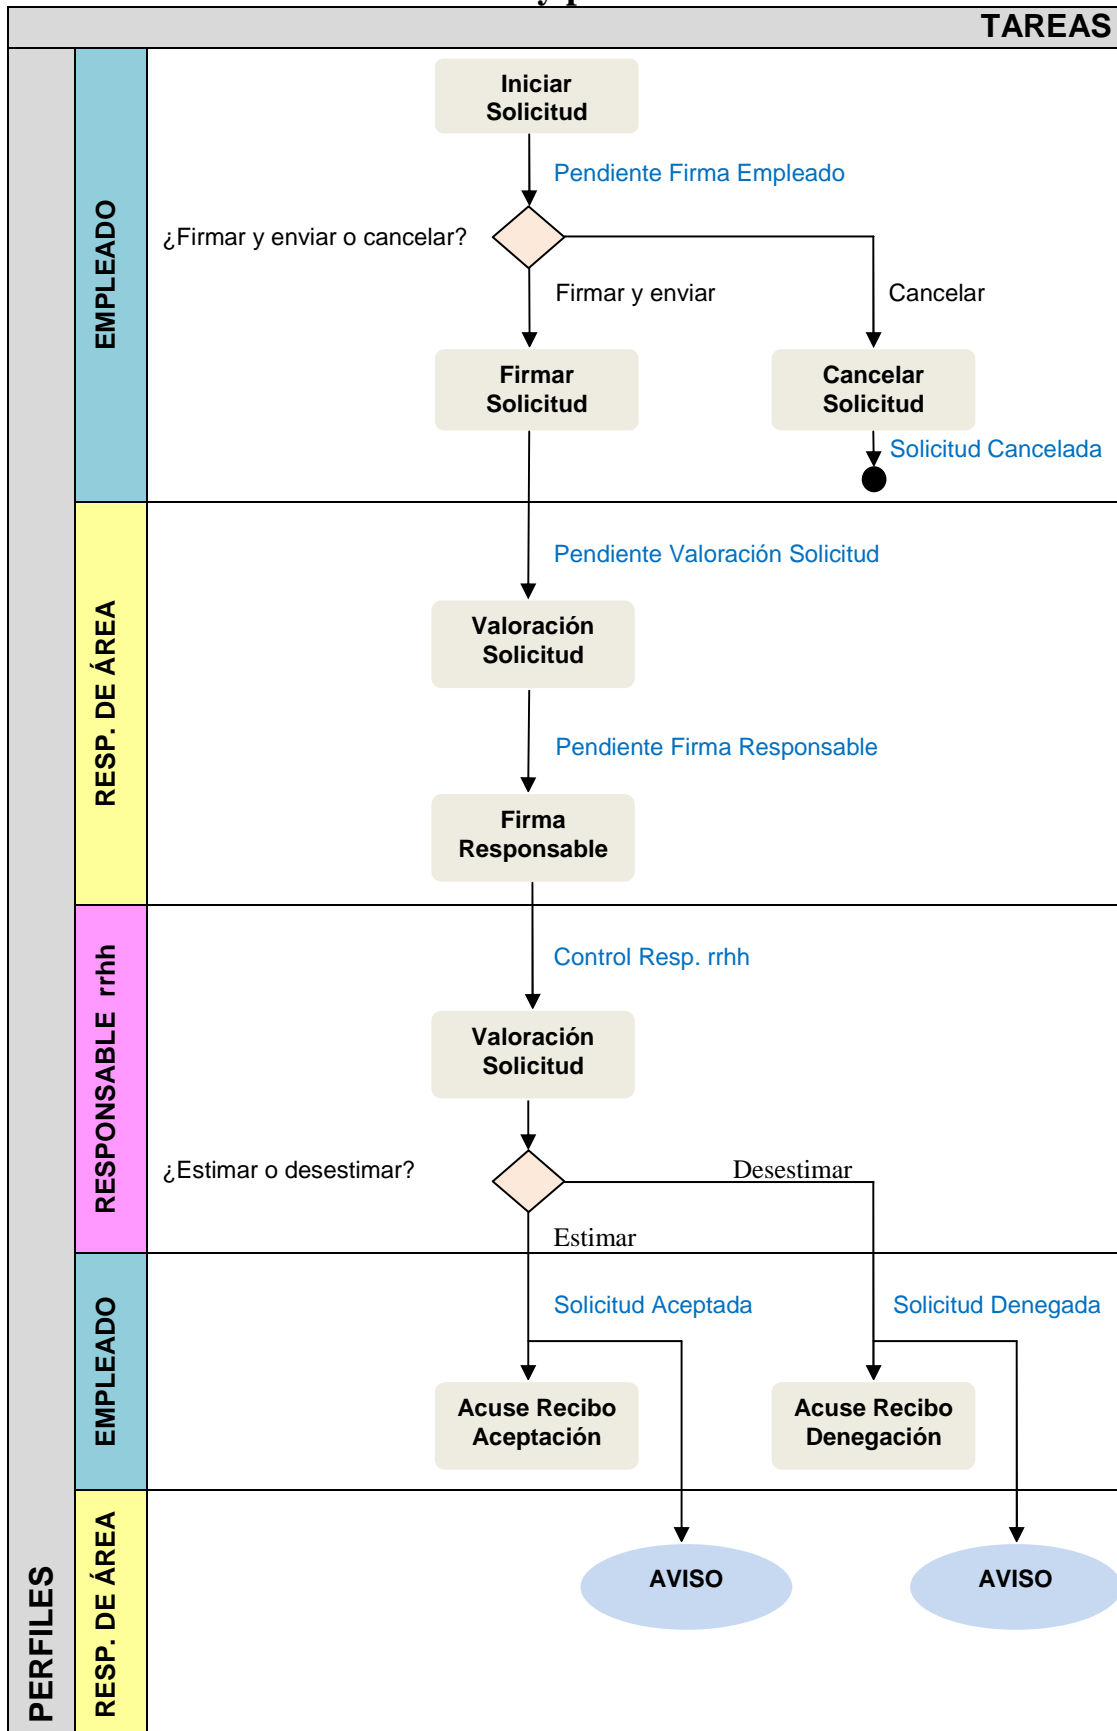 TAREAS
PERFILES
EMPLEADO
Iniciar
Solicitud
Pendiente Firma Empleado
¿Firmar y enviar o cancelar?
Firmar y enviar
Cancelar
Firmar
Solicitud
Cancelar
Solicitud
Solicitud Cancelada
RESP. DE ÁREA
Pendiente Valoración Solicitud
Valoración
Solicitud
Pendiente Firma Responsable
Firma
Responsable
RESPONSABLE rrhh
Control Resp. rrhh
Valoración
Solicitud
¿Estimar o desestimar?
Desestimar
Estimar
EMPLEADO
Solicitud Aceptada
Solicitud Denegada
Acuse Recibo
Aceptación
Acuse Recibo
Denegación
RESP. DE ÁREA
AVISO
AVISO